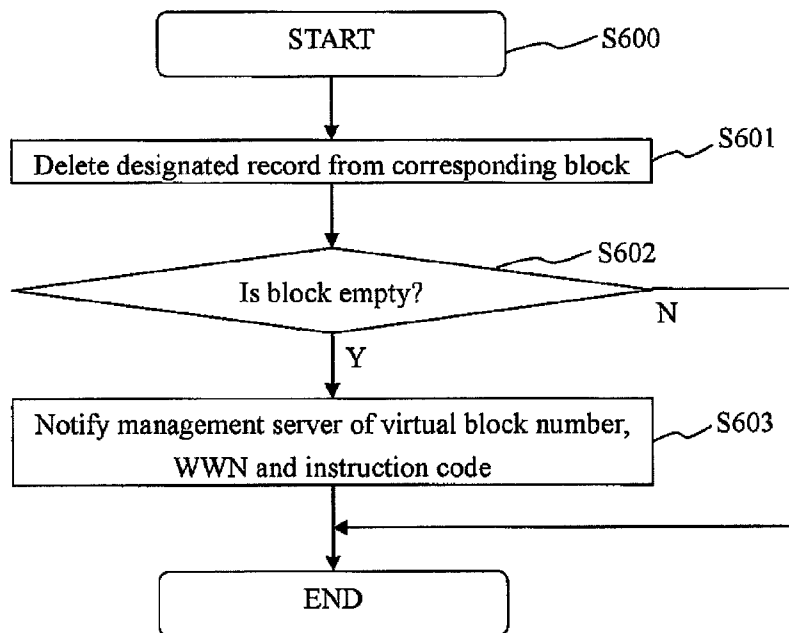 START
S600
Delete designated record from corresponding block
S601
S602
Is block empty?
N
Y
Notify management server of virtual block number,
WWN and instruction code
S603
END